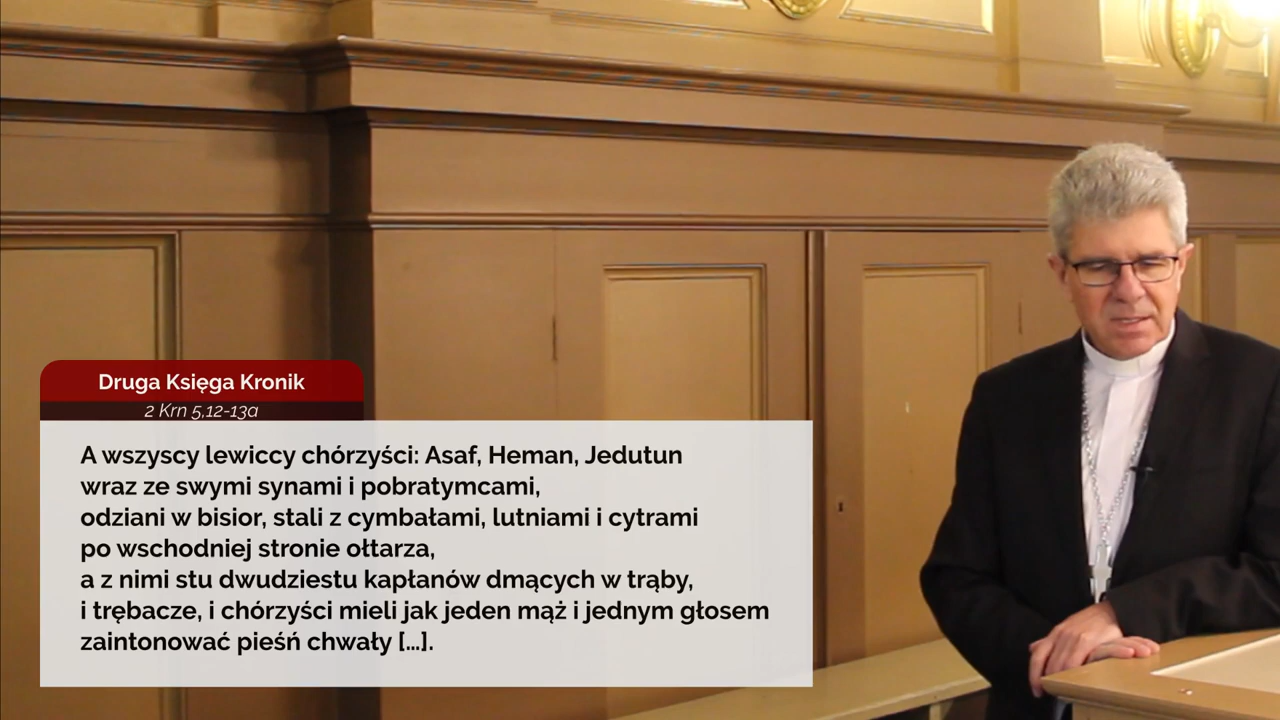 Druga Księga Kronik
2 Krn 5,12-13a
A wszyscy lewiccy chórzyści: Asaf, Heman, Jedutun
wraz ze swymi synami i pobratymcami,
odziani w bisior, stali z cymbałami, lutniami i cytrami
po wschodniej stronie ołtarza,
a z nimi stu dwudziestu kapłanów dmących w trąby,
i trębacze, i chórzyści mieli jak jeden mąż i jednym głosem
zaintonować pieśń chwały [...].